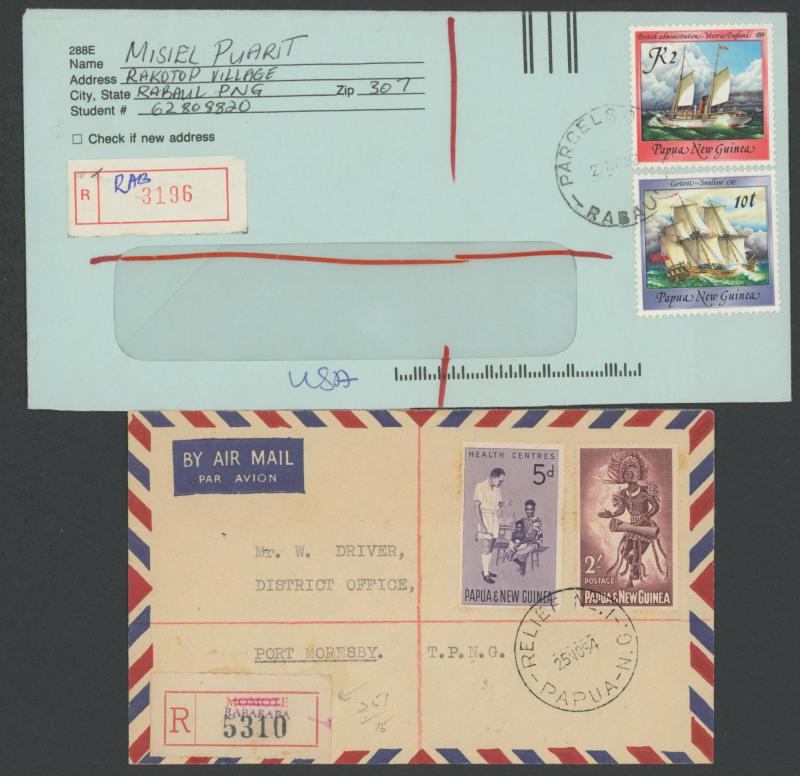 288E
Name MISIEL PUARIT
Address RAKOTOP VILLAGE
City, State RABAUL PNG Zip 307
Student # 62808820
☐ Check if new address
R RAB 3196
British administration - Merrie England
K2
Papua New Guinea
PARCELS
RABAUL
Carteret - Swallow 1767
10t
Papua New Guinea
USA
BY AIR MAIL
PAR AVION
HEALTH CENTRES
5d
PAPUA & NEW GUINEA
2/-
POSTAGE
PAPUA & NEW GUINEA
Mr. W. DRIVER,
DISTRICT OFFICE,
PORT MORESBY. T.P.N.G.
RELIEF
PAPUA-N.G.
MOMOTE
RABARABA
R 5310